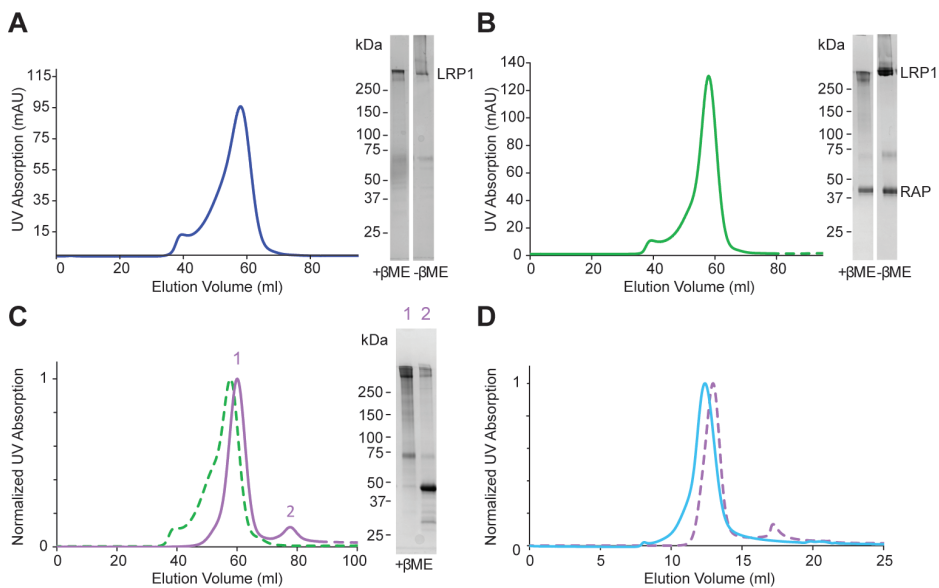 A
kDa
LRP1
115
95
75
55
35
15
UV Absorption (mAU)
0 20 40 60 80
Elution Volume (ml)
250
150
100
75
50
37
25
+βME -βME
B
kDa
LRP1
RAP
140
120
100
80
60
40
20
0
UV Absorption (mAU)
0 20 40 60 80
Elution Volume (ml)
250
150
100
75
50
37
25
+βME-βME
C
1 2
kDa
1
2
1
0
Normalized UV Absorption
0 20 40 60 80 100
Elution Volume (ml)
250
150
100
75
50
37
25
+βME
D
1
0
Normalized UV Absorption
0 5 10 15 20 25
Elution Volume (ml)